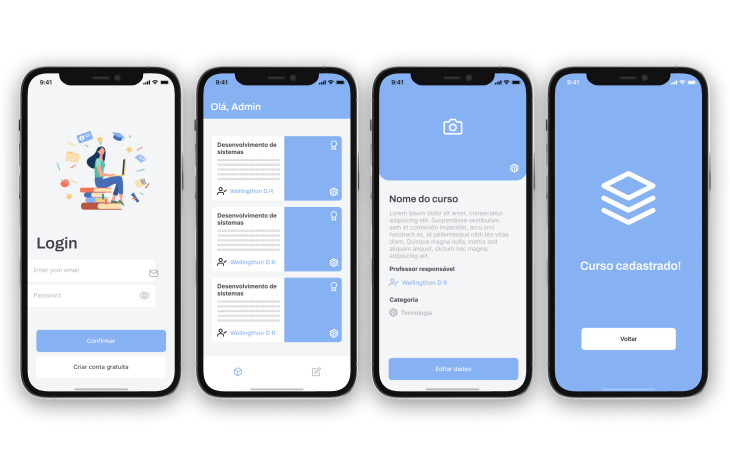 9:41
Login
Enter your email
Password
Confirmar
Criar conta gratuita
9:41
Olá, Admin
Desenvolvimento de
sistemas
Wellingthon D R
Desenvolvimento de
sistemas
Wellingthon D R
Desenvolvimento de
sistemas
Wellingthon D R
9:41
Nome do curso
Lorem ipsum dolor sit amet, consectetur
adipiscing elit. Suspendisse vestibulum,
sem et commodo imperdiet, arcu orci
hendrerit ex, id pellentesque nibh leo vitae
diam. Quisque magna nulla, mattis sed
aliquam aliquet, dictum nec magna.
adipiscing elit.
Professor responsável
Wellingthon D R
Categoria
Tecnologia
Editar dados
9:41
Curso cadastrado!
Voltar